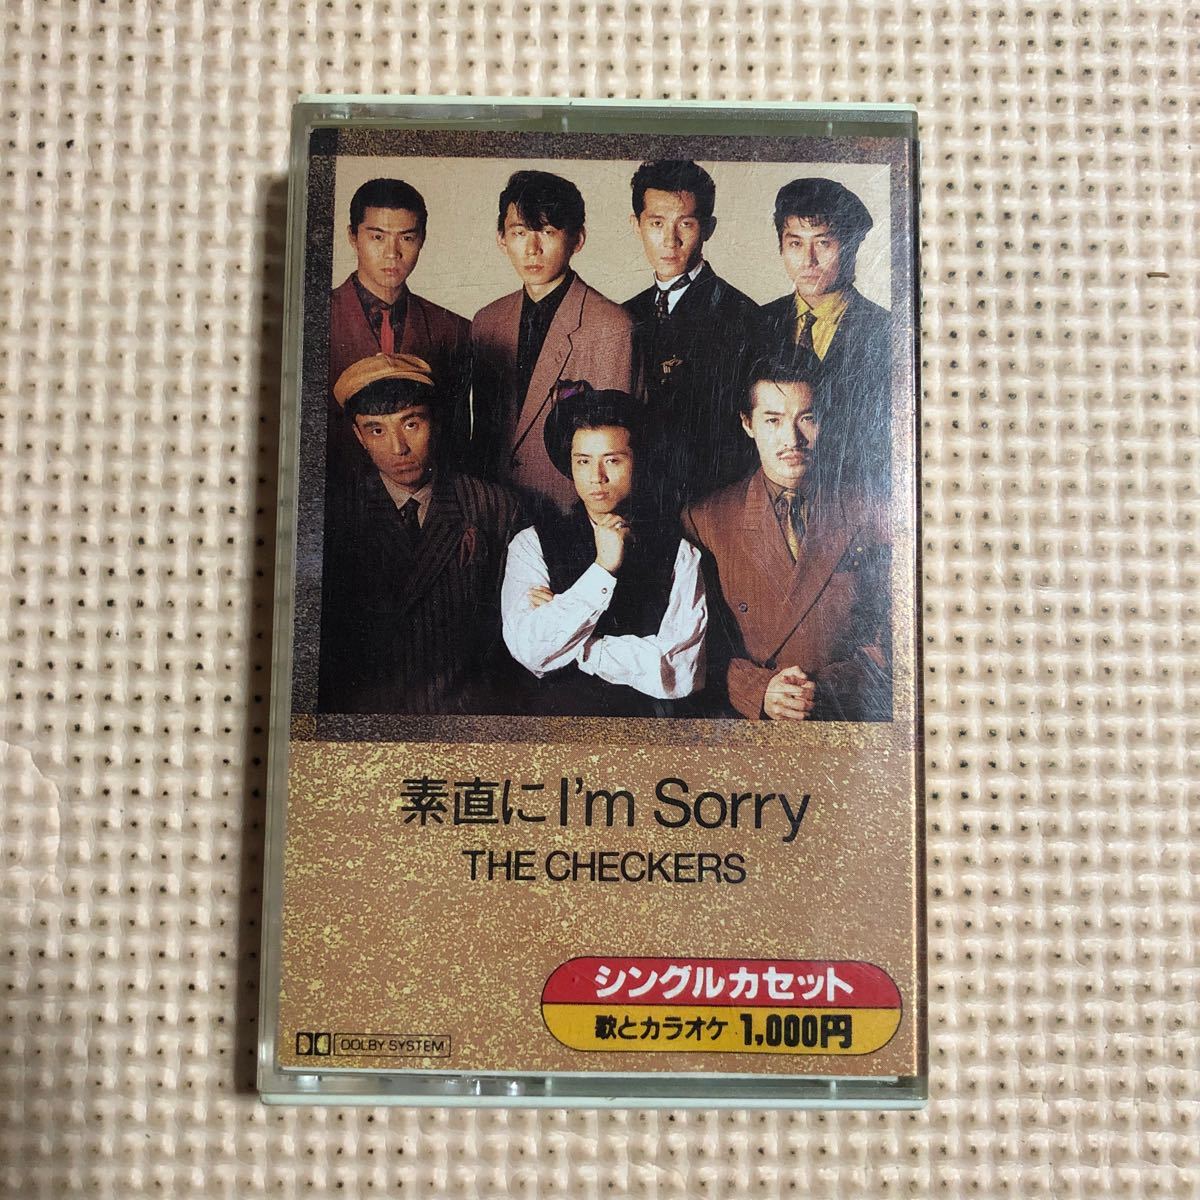 素直に I'm Sorry
THE CHECKERS
シングルカセット
歌とカラオケ 1,000円
DOLBY SYSTEM